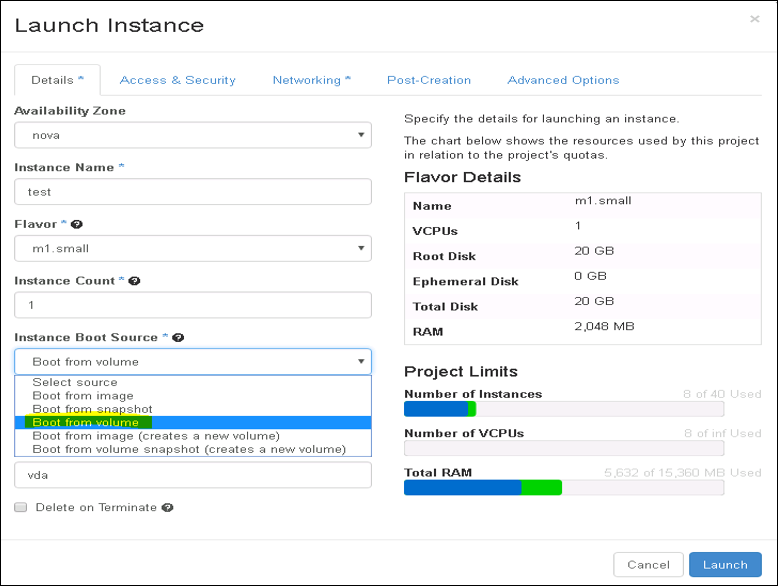 Launch Instance
×
Details *
Access & Security
Networking *
Post-Creation
Advanced Options
Availability Zone
nova
Instance Name *
test
Flavor * ?
m1.small
Instance Count * ?
1
Instance Boot Source * ?
Boot from volume
Select source
Boot from image
Boot from snapshot
Boot from volume
Boot from image (creates a new volume)
Boot from volume snapshot (creates a new volume)
vda
Delete on Terminate ?
Specify the details for launching an instance.
The chart below shows the resources used by this project
in relation to the project's quotas.
Flavor Details
Name m1.small
VCPUs 1
Root Disk 20 GB
Ephemeral Disk 0 GB
Total Disk 20 GB
RAM 2,048 MB
Project Limits
Number of Instances 8 of 40 Used
Number of VCPUs 8 of inf Used
Total RAM 5,632 of 15,360 MB Used
Cancel
Launch